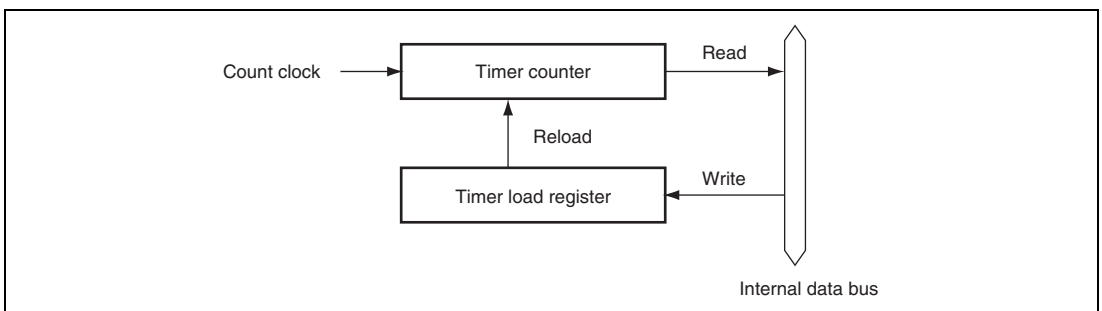 Read
Count clock
Timer counter
Reload
Write
Timer load register
Internal data bus